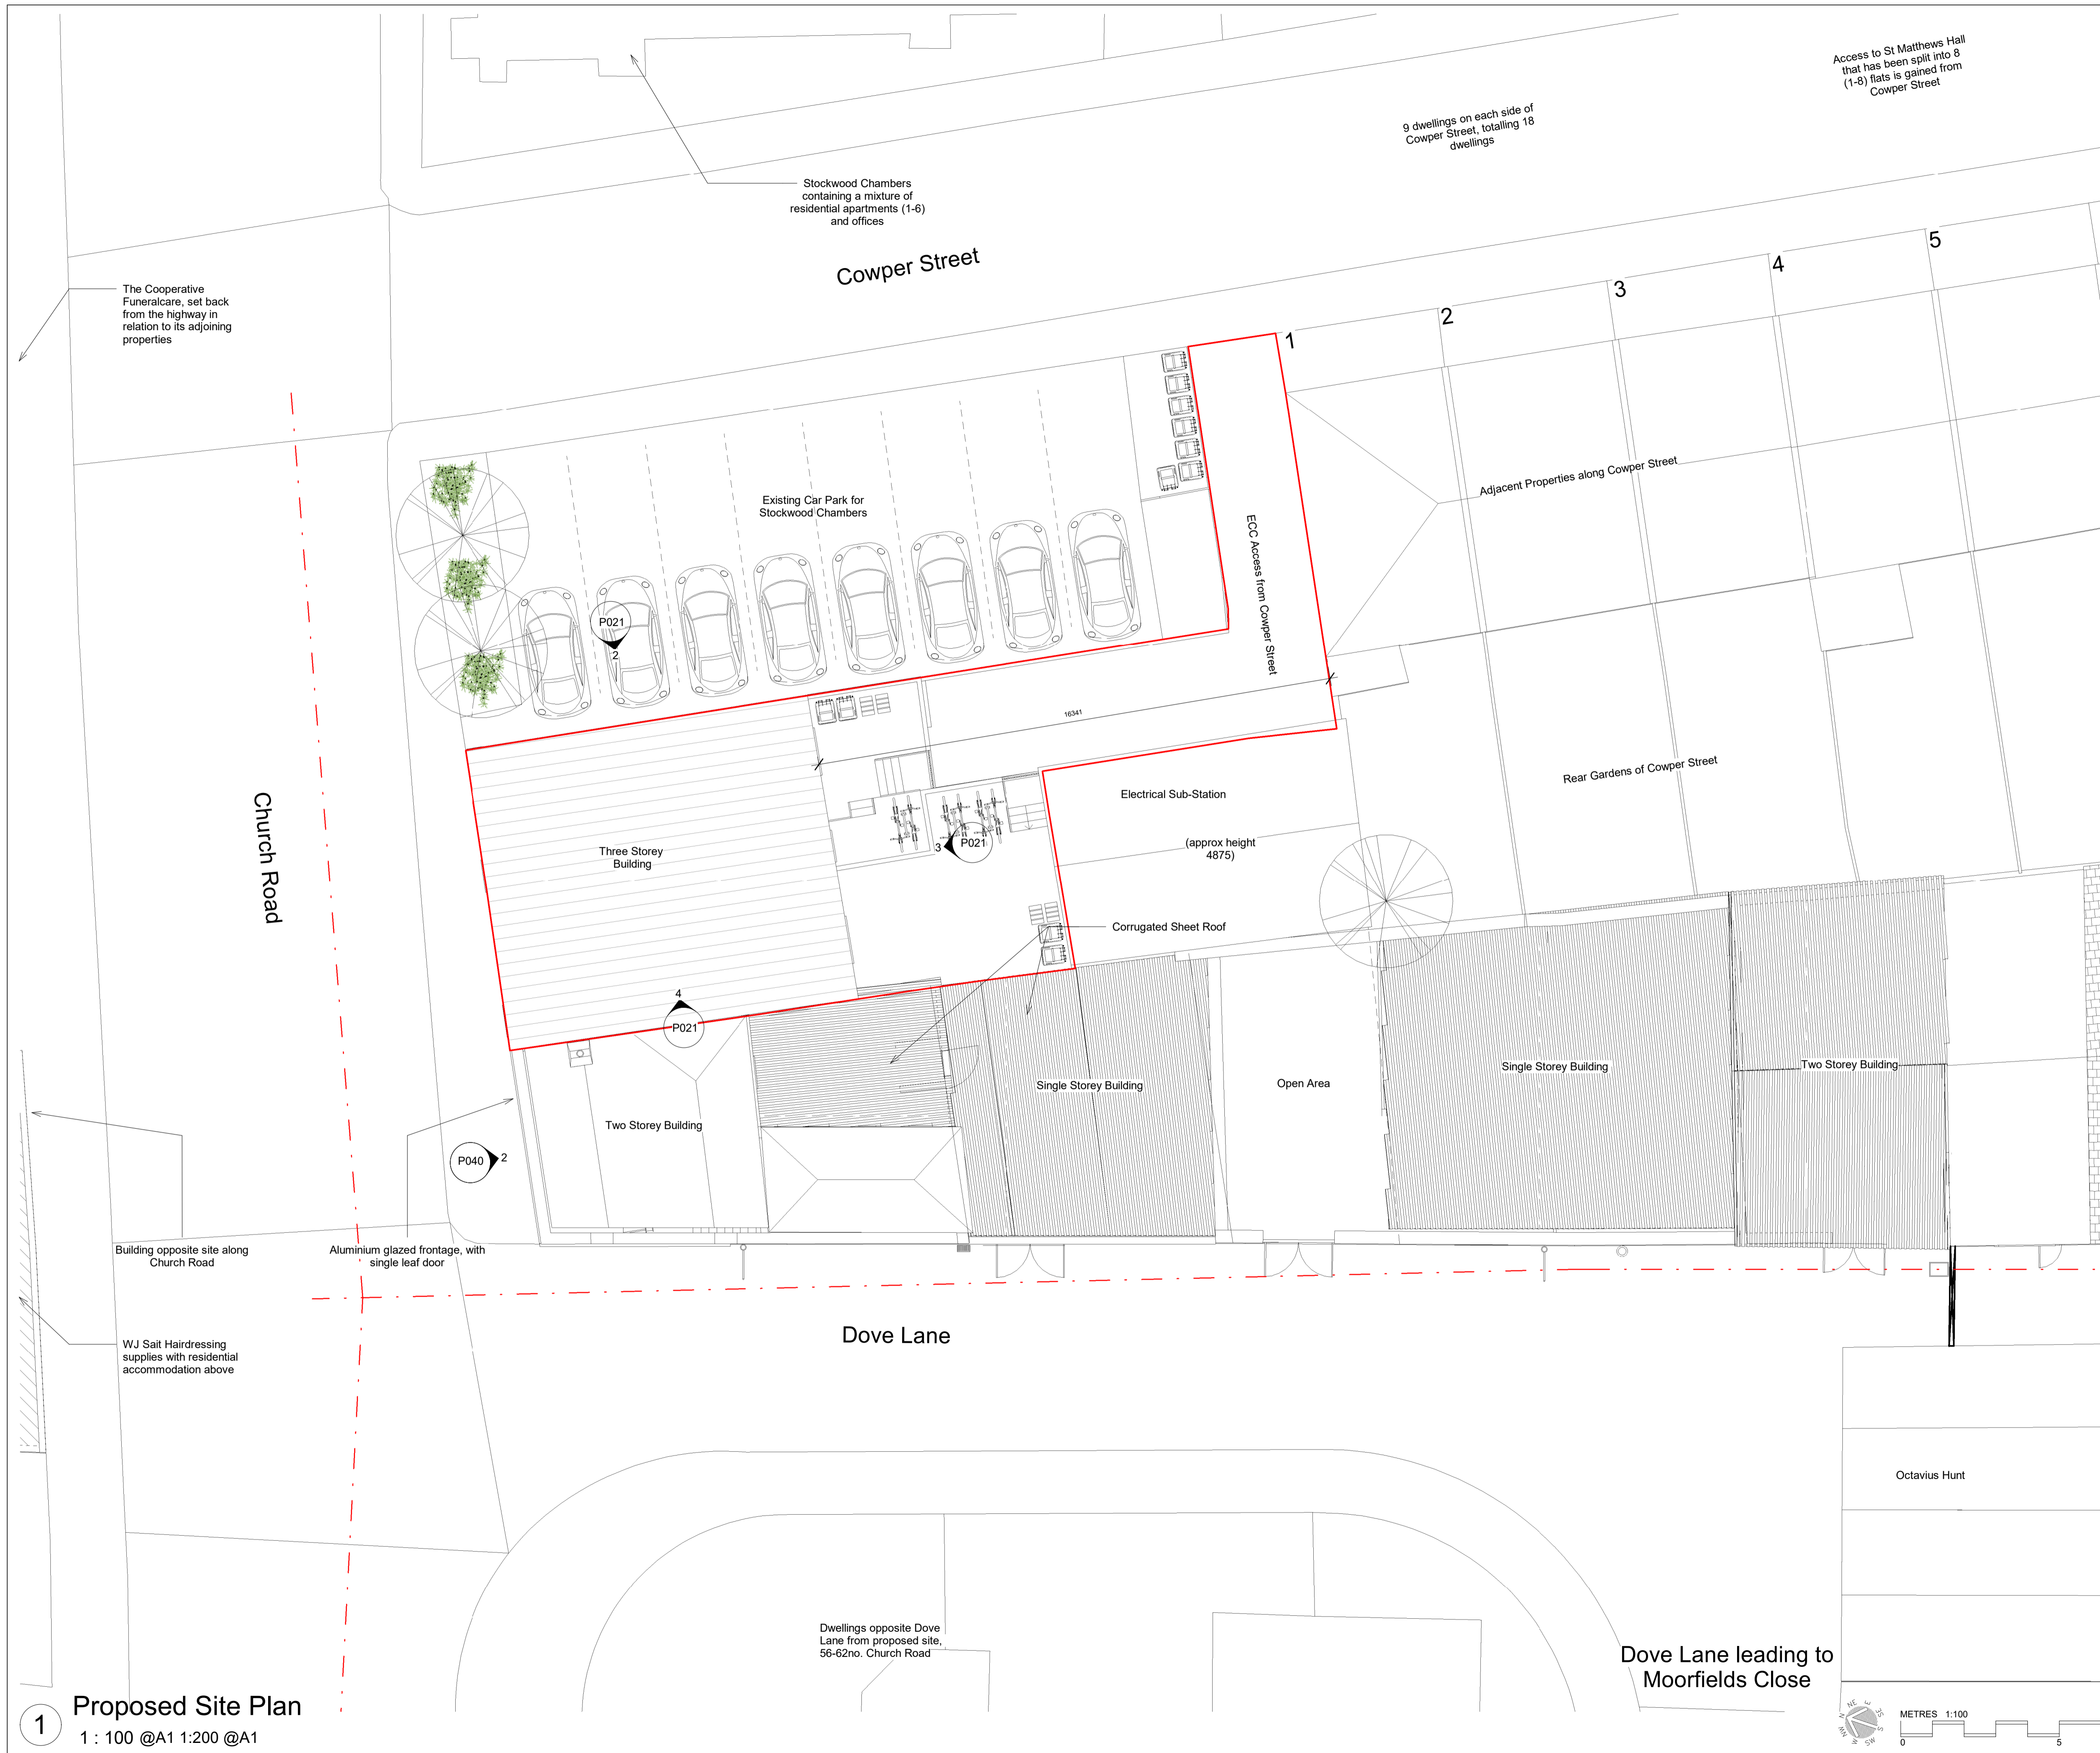 Access to St Matthews Hall
that has been split into 8
(1-8) flats is gained from
Cowper Street
9 dwellings on each side of
Cowper Street, totalling 18
dwellings
Stockwood Chambers
containing a mixture of
residential apartments (1-6)
and offices
Cowper Street
The Cooperative
Funeralcare, set back
from the highway in
relation to its adjoining
properties
1
2
3
4
5
Existing Car Park for
Stockwood Chambers
Adjacent Properties along Cowper Street
ECC Access from Cowper Street
P021
2
16341
Rear Gardens of Cowper Street
Church Road
Three Storey
Building
Electrical Sub-Station
(approx height
4875)
3
P021
Corrugated Sheet Roof
4
P021
Single Storey Building
Open Area
Single Storey Building
Two Storey Building
Two Storey Building
P040
2
Building opposite site along
Church Road
Aluminium glazed frontage, with
single leaf door
WJ Sait Hairdressing
supplies with residential
accommodation above
Dove Lane
Octavius Hunt
Dwellings opposite Dove
Lane from proposed site,
56-62no. Church Road
Dove Lane leading to
Moorfields Close
1
Proposed Site Plan
1 : 100 @A1 1:200 @A1
N
NE
E
SE
S
SW
W
NW
METRES 1:100
0
5